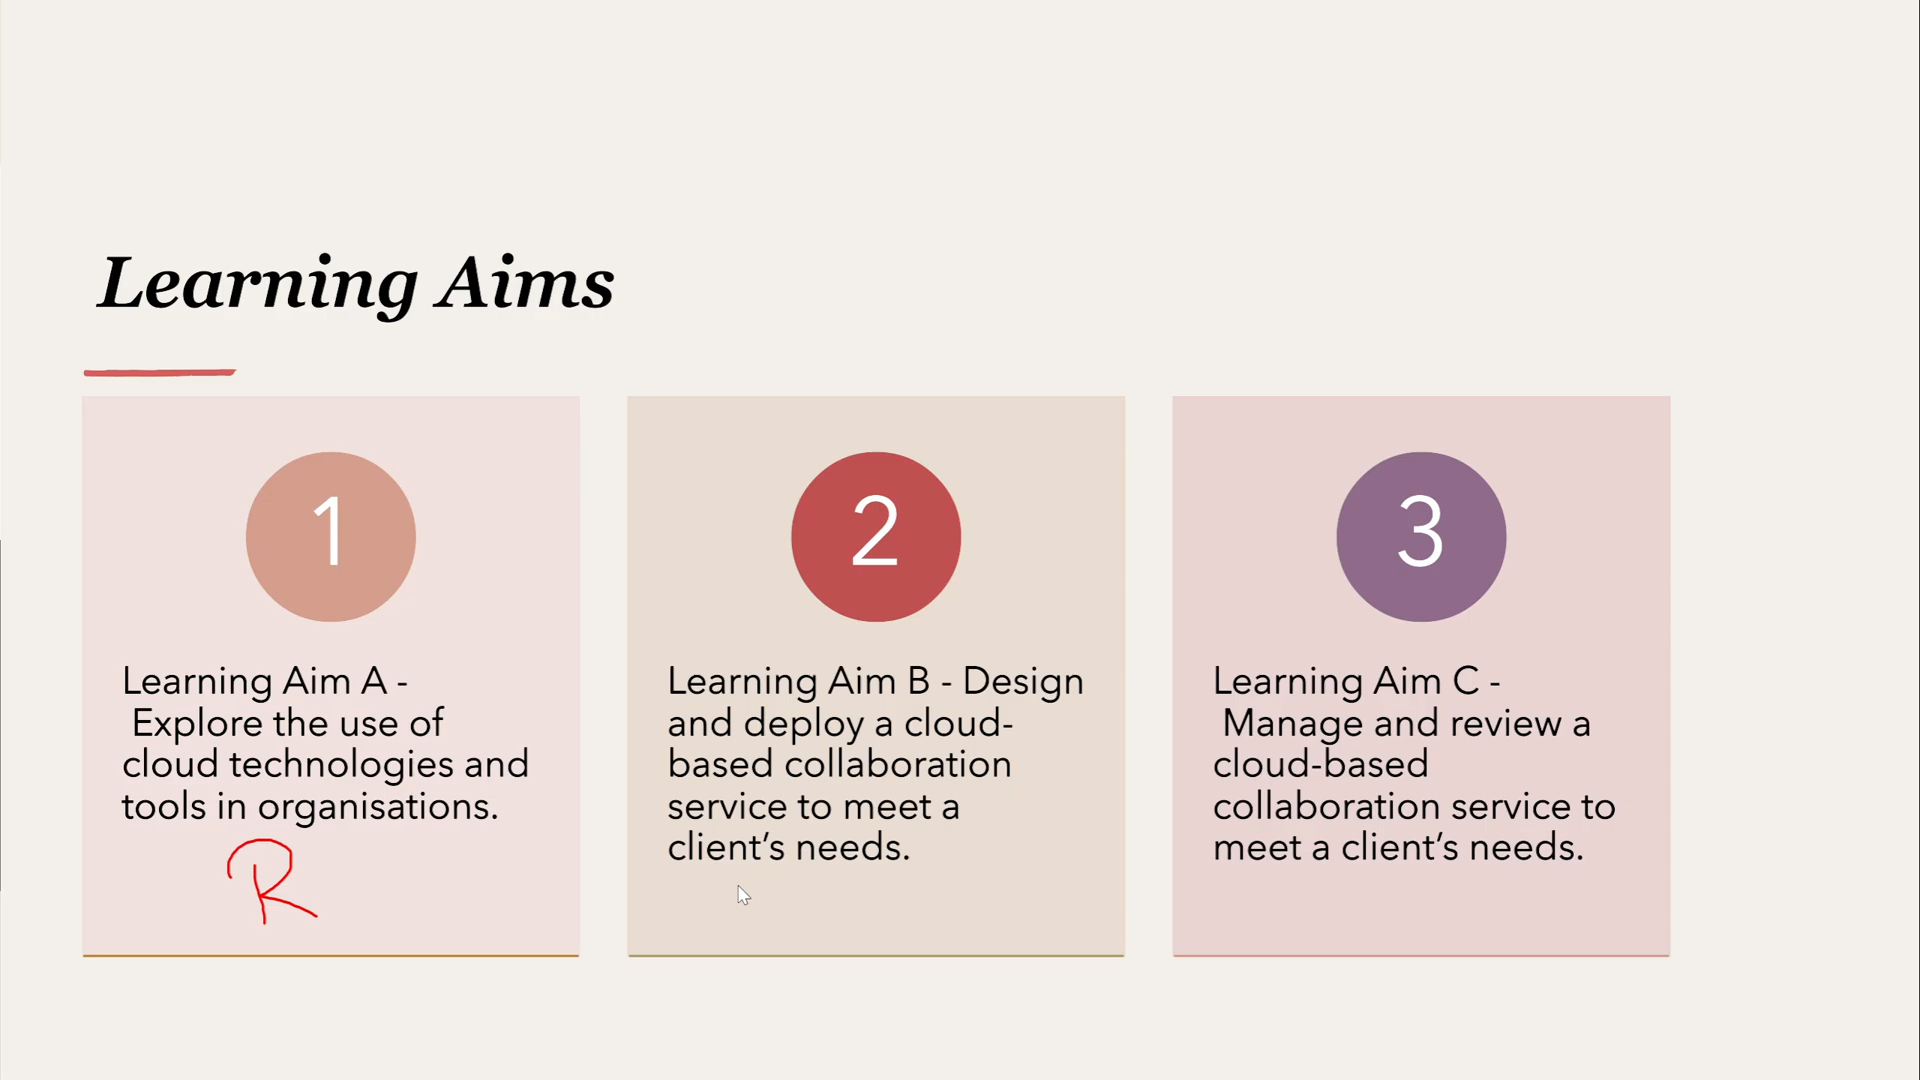 Learning Aims
1
Learning Aim A -
Explore the use of
cloud technologies and
tools in organisations.
R
2
Learning Aim B - Design
and deploy a cloud-
based collaboration
service to meet a
client’s needs.
3
Learning Aim C -
Manage and review a
cloud-based
collaboration service to
meet a client’s needs.